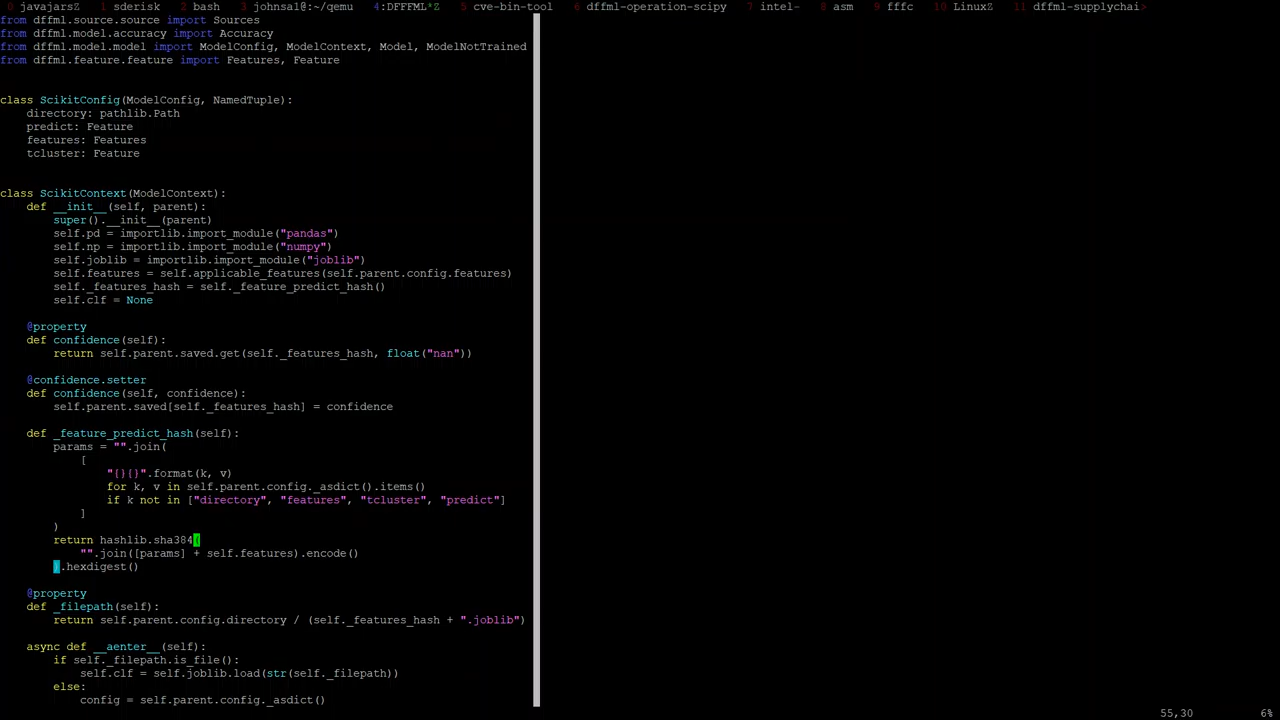 0 javajarsZ 1 sderisk 2 bash 3 johnsal@:~/qemu 4:DFFFML*Z 5 cve-bin-tool 6 dffml-operation-scipy 7 intel- 8 asm 9 fffc 10 LinuxZ 11 dffml-supplychai>
from dffml.source.source import Sources
from dffml.model.accuracy import Accuracy
from dffml.model.model import ModelConfig, ModelContext, Model, ModelNotTrained
from dffml.feature.feature import Features, Feature
class ScikitConfig(ModelConfig, NamedTuple):
    directory: pathlib.Path
    predict: Feature
    features: Features
    tcluster: Feature
class ScikitContext(ModelContext):
    def __init__(self, parent):
        super().__init__(parent)
        self.pd = importlib.import_module("pandas")
        self.np = importlib.import_module("numpy")
        self.joblib = importlib.import_module("joblib")
        self.features = self.applicable_features(self.parent.config.features)
        self._features_hash = self._feature_predict_hash()
        self.clf = None
    @property
    def confidence(self):
        return self.parent.saved.get(self._features_hash, float("nan"))
    @confidence.setter
    def confidence(self, confidence):
        self.parent.saved[self._features_hash] = confidence
    def _feature_predict_hash(self):
        params = "".join(
            [
                "{}{}".format(k, v)
                for k, v in self.parent.config._asdict().items()
                if k not in ["directory", "features", "tcluster", "predict"]
            ]
        )
        return hashlib.sha384(
            "".join([params] + self.features).encode()
        ).hexdigest()
    @property
    def _filepath(self):
        return self.parent.config.directory / (self._features_hash + ".joblib")
    async def __aenter__(self):
        if self._filepath.is_file():
            self.clf = self.joblib.load(str(self._filepath))
        else:
            config = self.parent.config._asdict()
55,30 6%